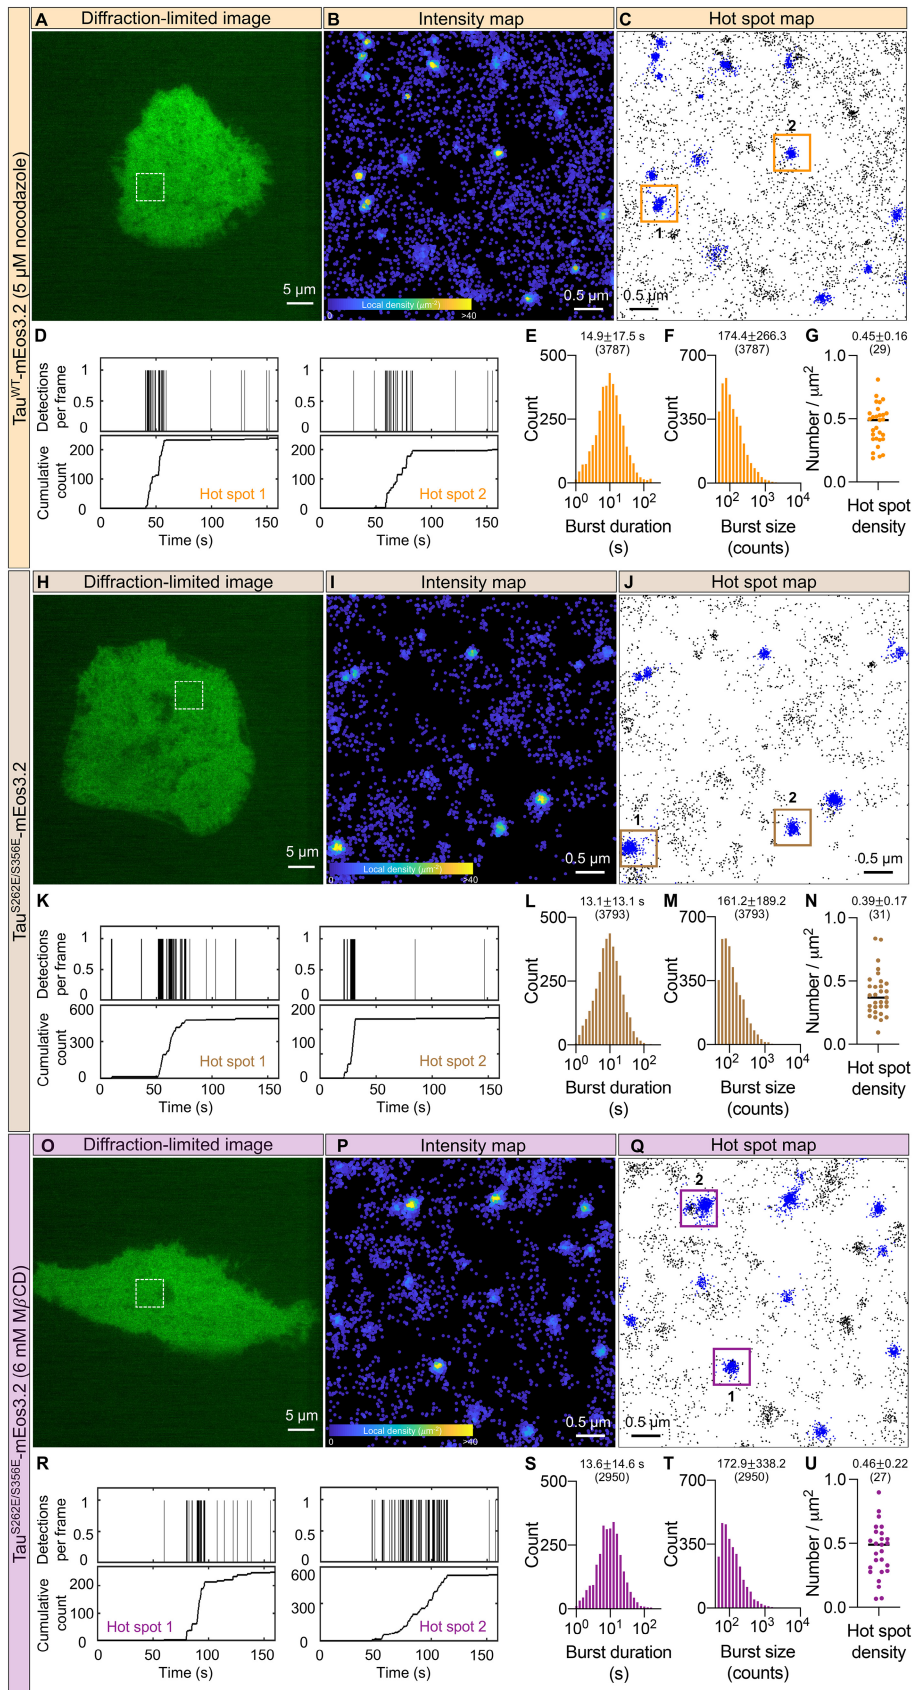 Tau^WT-mEos3.2 (5 µM nocodazole)
A Diffraction-limited image
B Intensity map
C Hot spot map
5 µm
Local density (µm⁻²)
0 >40
0.5 µm
2
1
0.5 µm
D
Detections per frame
1
0.5
0
Cumulative count
200
100
0
Hot spot 1
0 50 100 150
Time (s)
1
0.5
0
200
100
0
Hot spot 2
0 50 100 150
Time (s)
E 14.9±17.5 s
(3787)
500
250
0
Count
10⁰ 10¹ 10²
Burst duration
(s)
F 174.4±266.3
(3787)
700
350
0
Count
10² 10³ 10⁴
Burst size
(counts)
G 0.45±0.16
(29)
1.0
0.5
0.0
Number / µm²
Hot spot
density
Tau^S262E/S356E-mEos3.2
H Diffraction-limited image
I Intensity map
J Hot spot map
5 µm
Local density (µm⁻²)
0 >40
0.5 µm
2
1
0.5 µm
K
Detections per frame
1
0.5
0
Cumulative count
600
300
0
Hot spot 1
0 50 100 150
Time (s)
1
0.5
0
200
100
0
Hot spot 2
0 50 100 150
Time (s)
L 13.1±13.1 s
(3793)
500
250
0
Count
10⁰ 10¹ 10²
Burst duration
(s)
M 161.2±189.2
(3793)
700
350
0
Count
10² 10³ 10⁴
Burst size
(counts)
N 0.39±0.17
(31)
1.0
0.5
0.0
Number / µm²
Hot spot
density
Tau^S262E/S356E-mEos3.2 (6 mM MβCD)
O Diffraction-limited image
P Intensity map
Q Hot spot map
5 µm
Local density (µm⁻²)
0 >40
0.5 µm
2
1
0.5 µm
R
Detections per frame
1
0.5
0
Cumulative count
200
100
0
Hot spot 1
0 50 100 150
Time (s)
1
0.5
0
600
300
0
Hot spot 2
0 50 100 150
Time (s)
S 13.6±14.6 s
(2950)
500
250
0
Count
10⁰ 10¹ 10²
Burst duration
(s)
T 172.9±338.2
(2950)
700
350
0
Count
10² 10³ 10⁴
Burst size
(counts)
U 0.46±0.22
(27)
1.0
0.5
0.0
Number / µm²
Hot spot
density